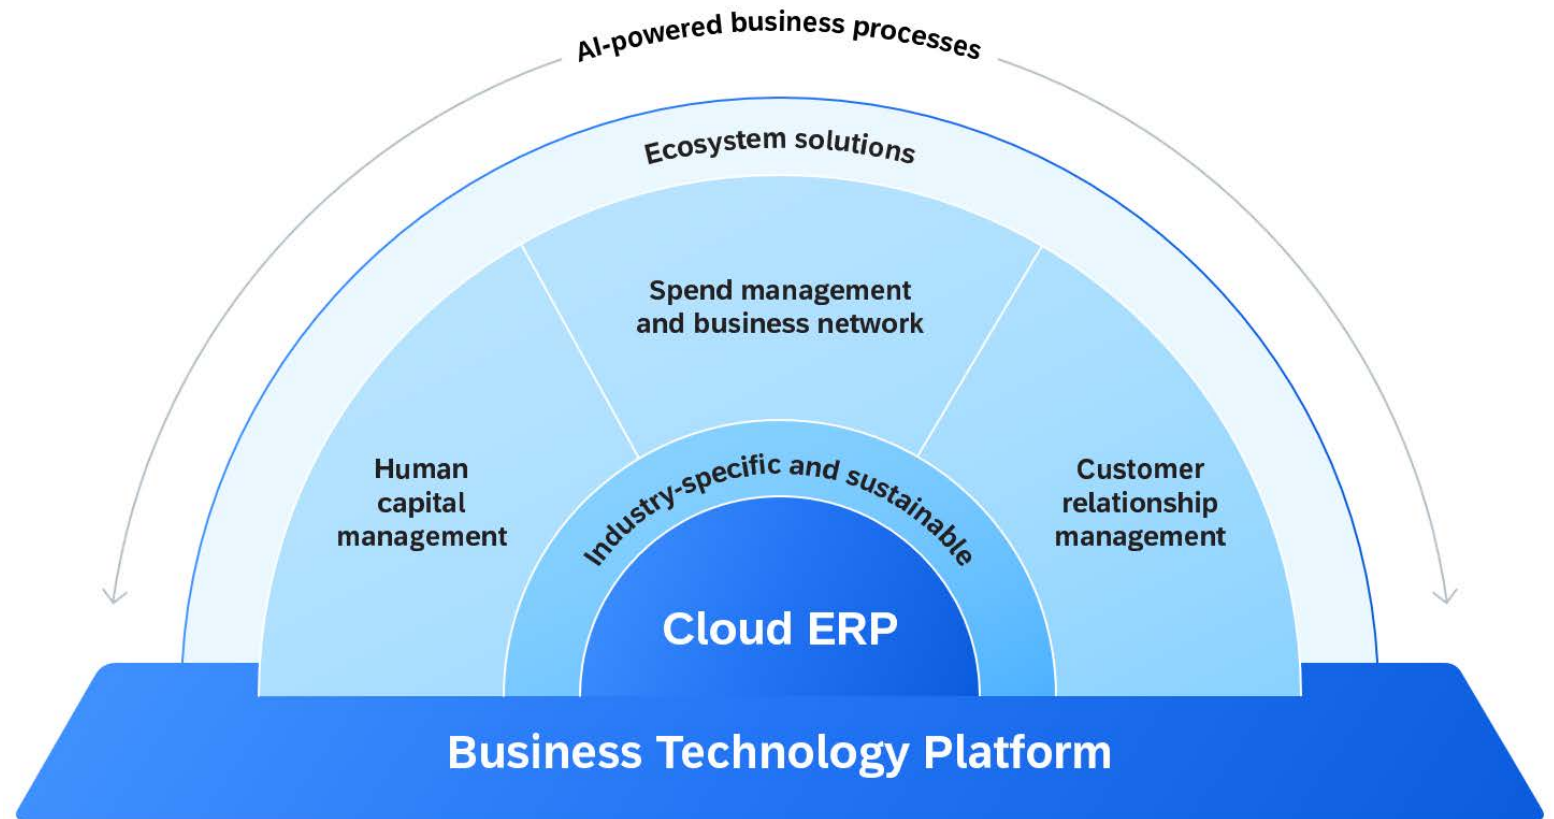 AI-powered business processes
Ecosystem solutions
Spend management
and business network
Human
capital
management
Industry-specific and sustainable
Customer
relationship
management
Cloud ERP
Business Technology Platform